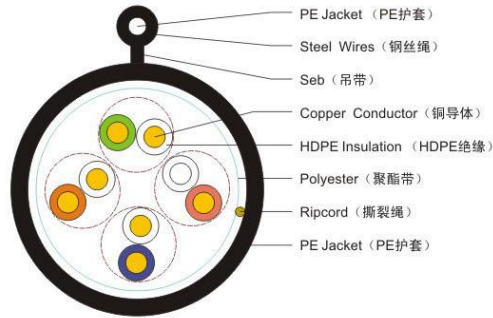 PE Jacket（PE护套）
Steel Wires（钢丝绳）
Seb（吊带）
Copper Conductor（铜导体）
HDPE Insulation（HDPE绝缘）
Polyester（聚酯带）
Ripcord（撕裂绳）
PE Jacket（PE护套）